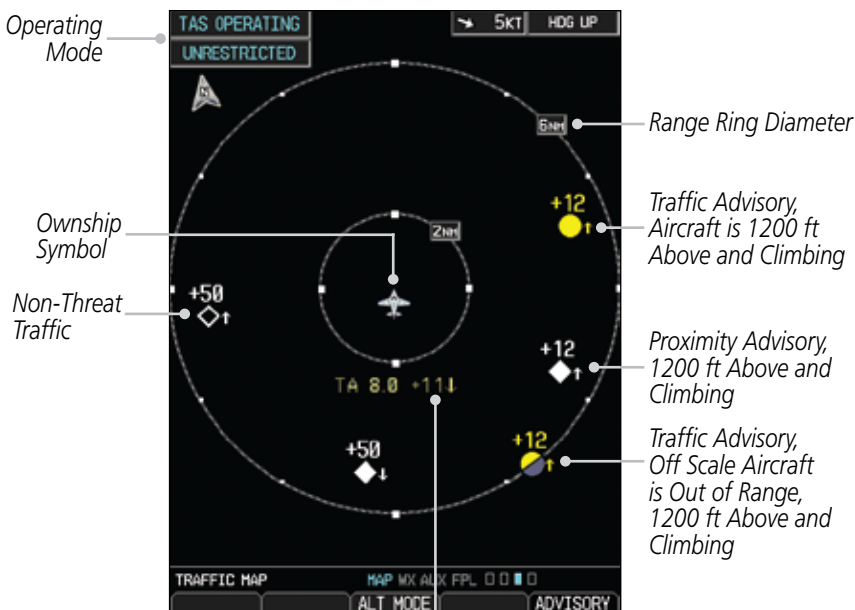 Operating
Mode
TAS OPERATING
UNRESTRICTED
5KT
HDG UP
N
6NM
Range Ring Diameter
+12
Traffic Advisory,
Aircraft is 1200 ft
Above and Climbing
Ownship
Symbol
2NM
Non-Threat
Traffic
+50
+12
Proximity Advisory,
1200 ft Above and
Climbing
TA 8.0 +11↓
+50
+12
Traffic Advisory,
Off Scale Aircraft
is Out of Range,
1200 ft Above and
Climbing
TRAFFIC MAP
MAP WX AUX FPL
ALT MODE
ADVISORY